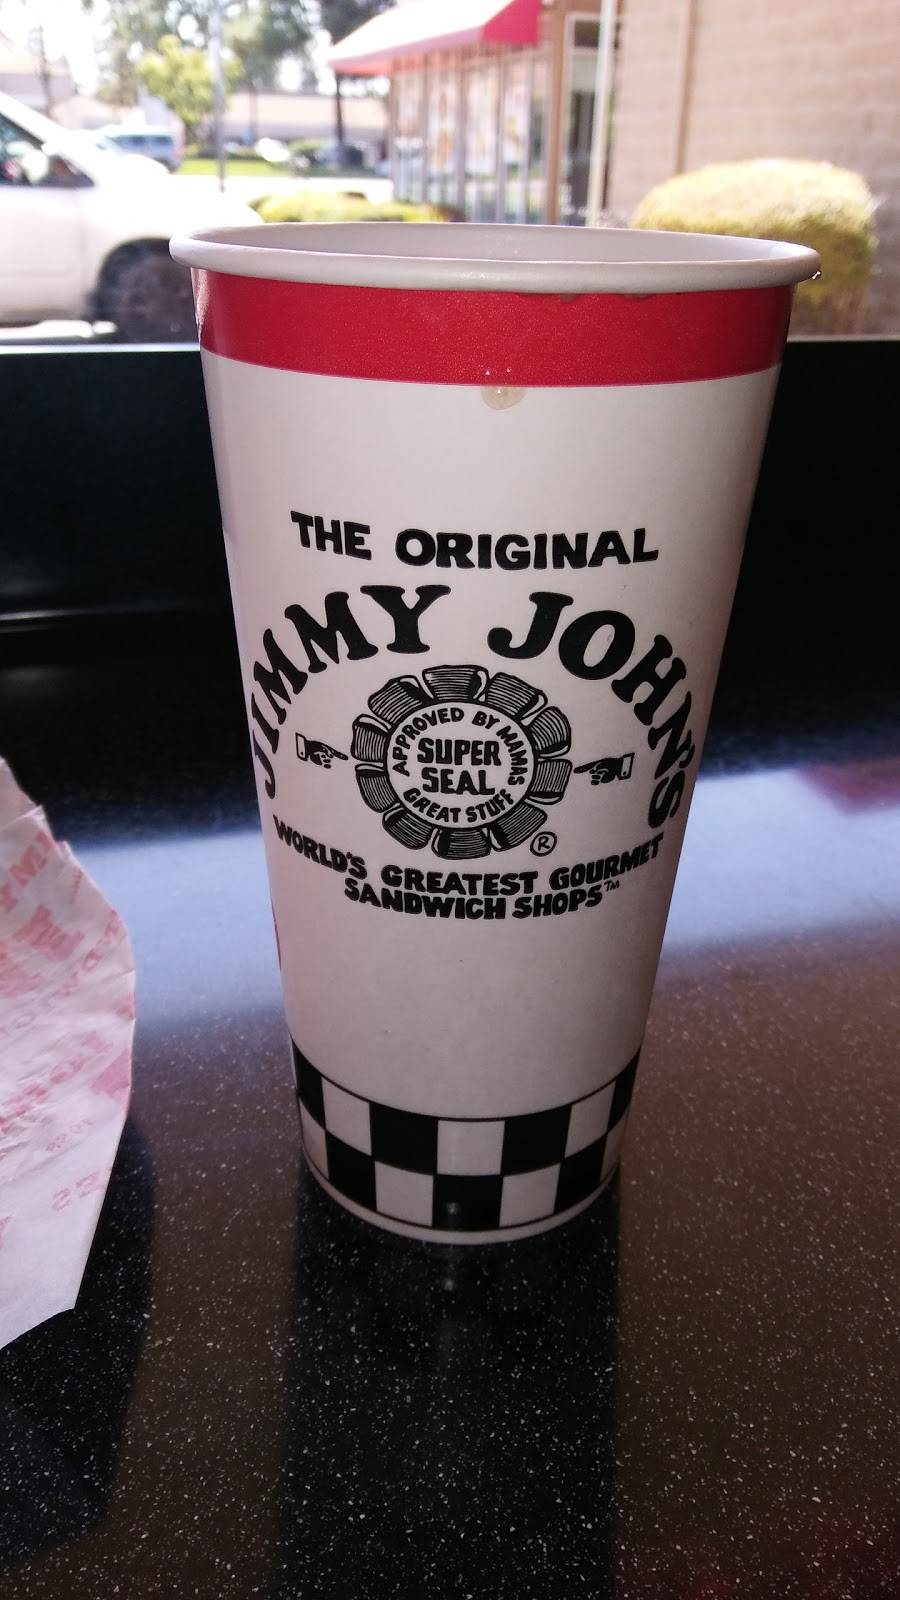 THE ORIGINAL
JIMMY JOHN'S
APPROVED BY MAMAS
SUPER
SEAL
GREAT STUFF
®
WORLD'S GREATEST GOURMET
SANDWICH SHOPS™